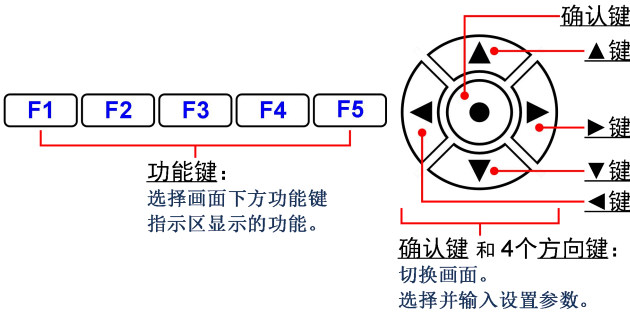 确认键
▲键
F1 F2 F3 F4 F5
▶键
功能键：
▼键
选择画面下方功能键
◀键
指示区显示的功能。
确认键 和 4个方向键：
切换画面。
选择并输入设置参数。